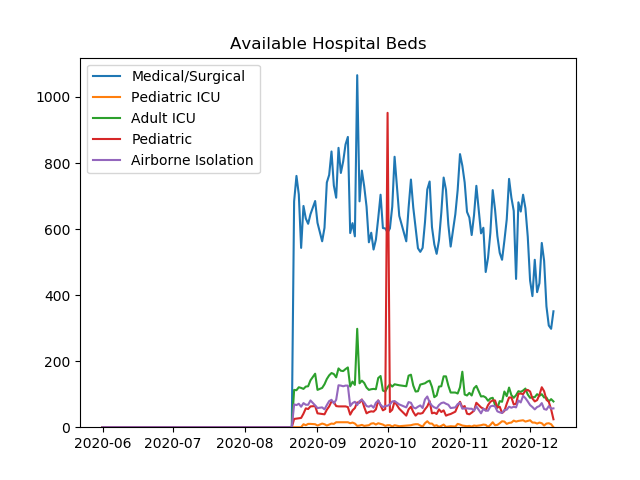 Available Hospital Beds
Medical/Surgical
Pediatric ICU
Adult ICU
Pediatric
Airborne Isolation
1000
800
600
400
200
0
2020-06 2020-07 2020-08 2020-09 2020-10 2020-11 2020-12